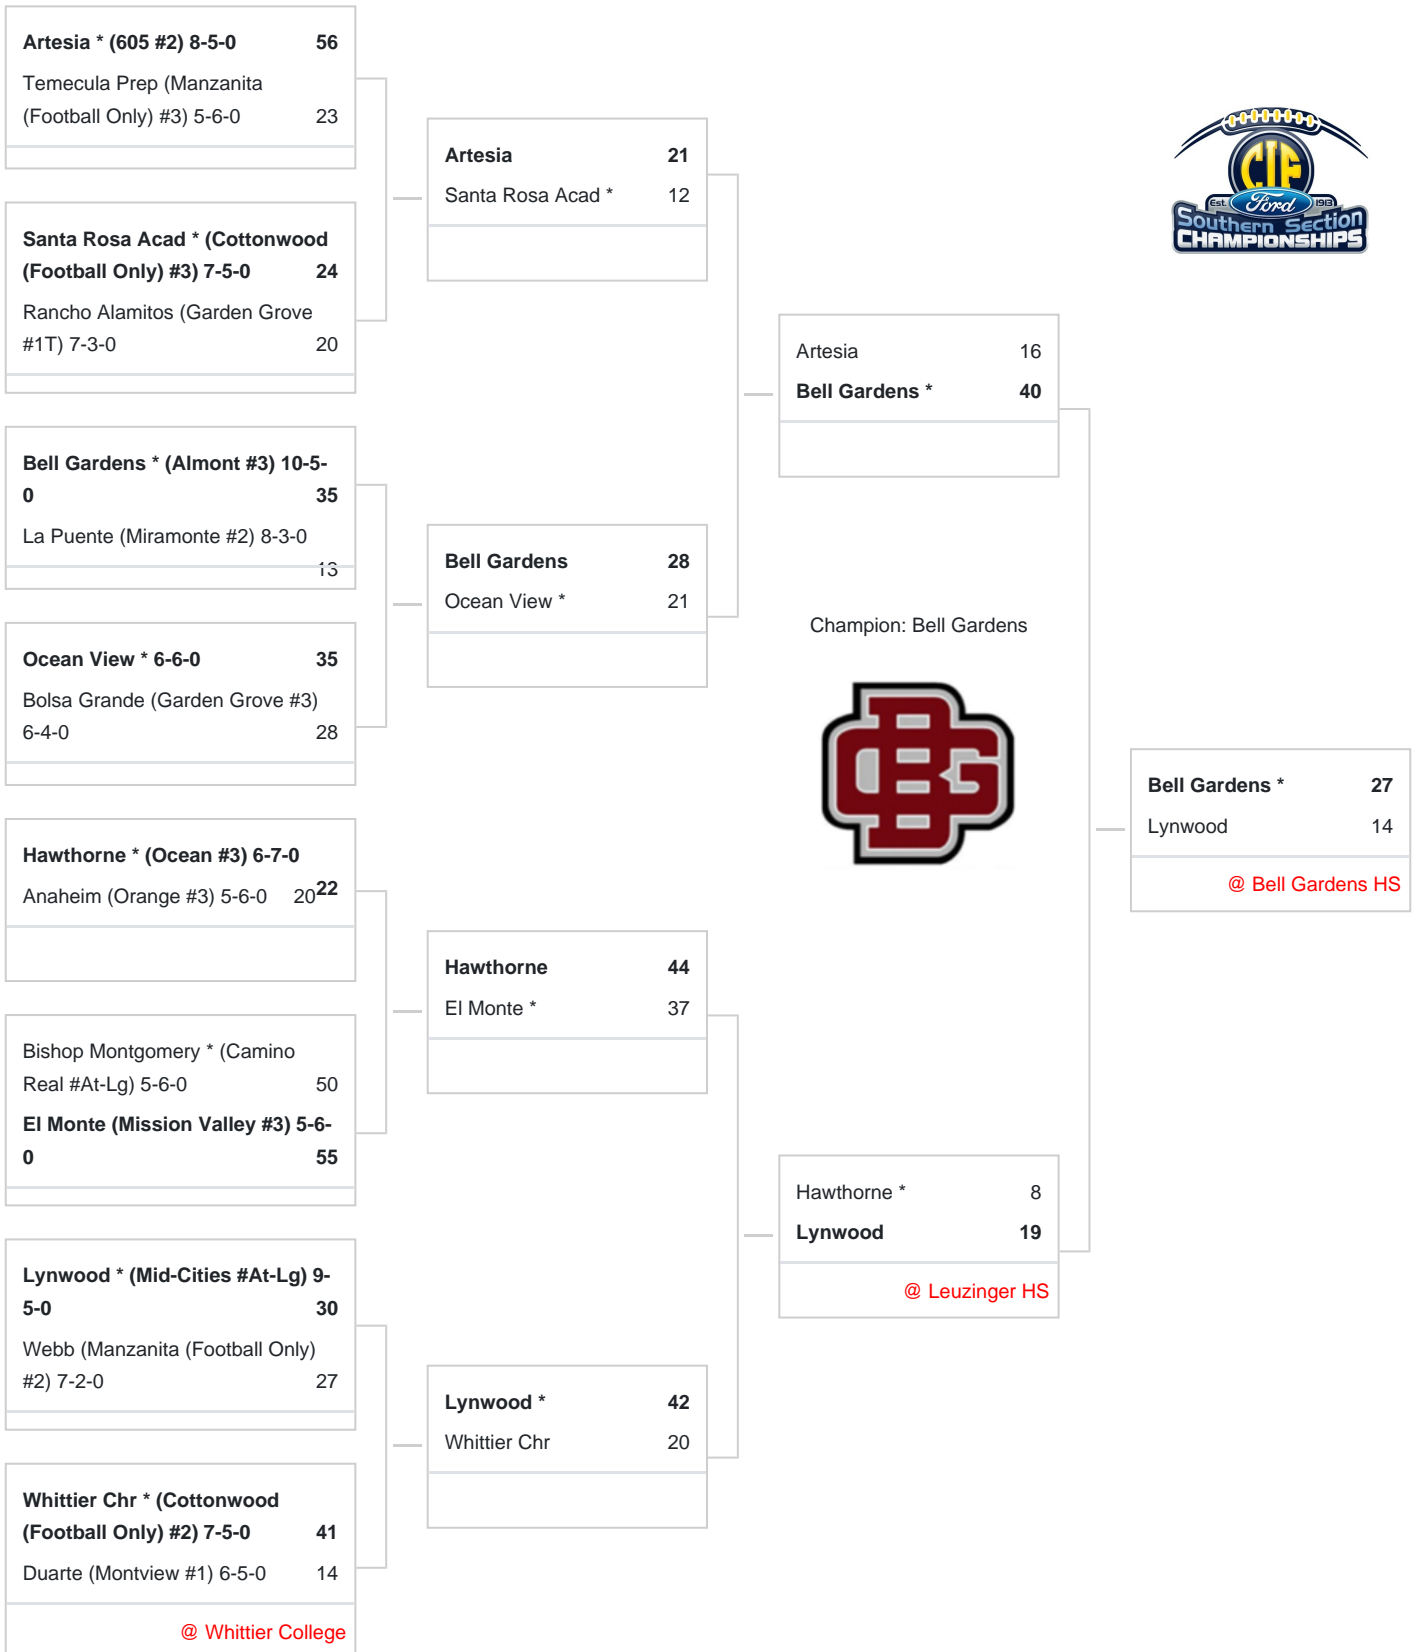 Artesia * (605 #2) 8-5-0 56
Temecula Prep (Manzanita
(Football Only) #3) 5-6-0 23
Santa Rosa Acad * (Cottonwood
(Football Only) #3) 7-5-0 24
Rancho Alamitos (Garden Grove
#1T) 7-3-0 20
Bell Gardens * (Almont #3) 10-5-
0 35
La Puente (Miramonte #2) 8-3-0
13
Ocean View * 6-6-0 35
Bolsa Grande (Garden Grove #3)
6-4-0 28
Hawthorne * (Ocean #3) 6-7-0
22
Anaheim (Orange #3) 5-6-0 20
Bishop Montgomery * (Camino
Real #At-Lg) 5-6-0 50
El Monte (Mission Valley #3) 5-6-
0 55
Lynwood * (Mid-Cities #At-Lg) 9-
5-0 30
Webb (Manzanita (Football Only)
#2) 7-2-0 27
Whittier Chr * (Cottonwood
(Football Only) #2) 7-5-0 41
Duarte (Montview #1) 6-5-0 14
@ Whittier College
Artesia 21
Santa Rosa Acad * 12
Bell Gardens 28
Ocean View * 21
Hawthorne 44
El Monte * 37
Lynwood * 42
Whittier Chr 20
Artesia 16
Bell Gardens * 40
Champion: Bell Gardens
BG
Hawthorne * 8
Lynwood 19
@ Leuzinger HS
CIF
Est. Ford 1913
Southern Section
CHAMPIONSHIPS
Bell Gardens * 27
Lynwood 14
@ Bell Gardens HS